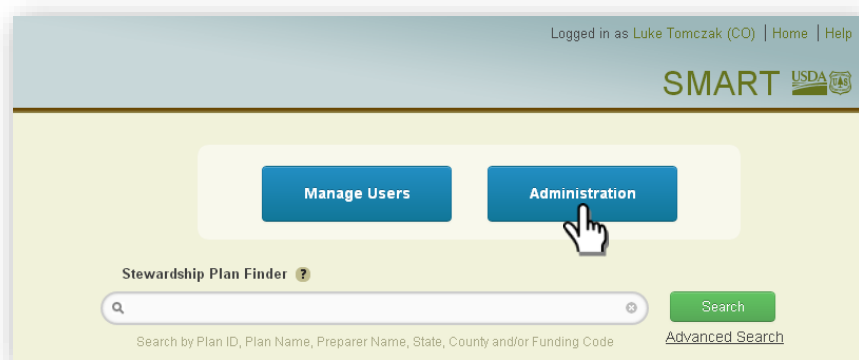 Logged in as Luke Tomczak (CO) | Home | Help
SMART USDA UAS
Manage Users Administration
Stewardship Plan Finder ?
Search
Search by Plan ID, Plan Name, Preparer Name, State, County and/or Funding Code
Advanced Search